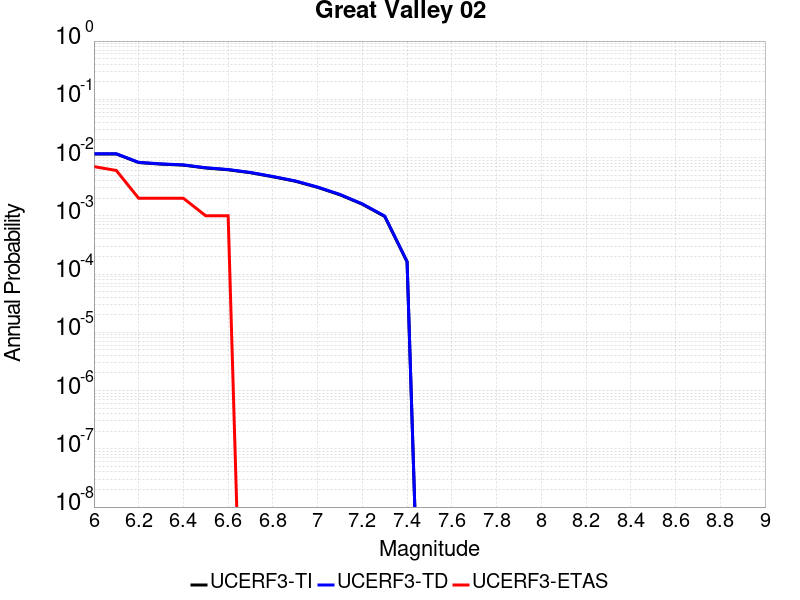 Great Valley 02
10^0
10^-1
10^-2
10^-3
10^-4
10^-5
10^-6
10^-7
10^-8
Annual Probability
6 6.2 6.4 6.6 6.8 7 7.2 7.4 7.6 7.8 8 8.2 8.4 8.6 8.8 9
Magnitude
UCERF3-TI UCERF3-TD UCERF3-ETAS